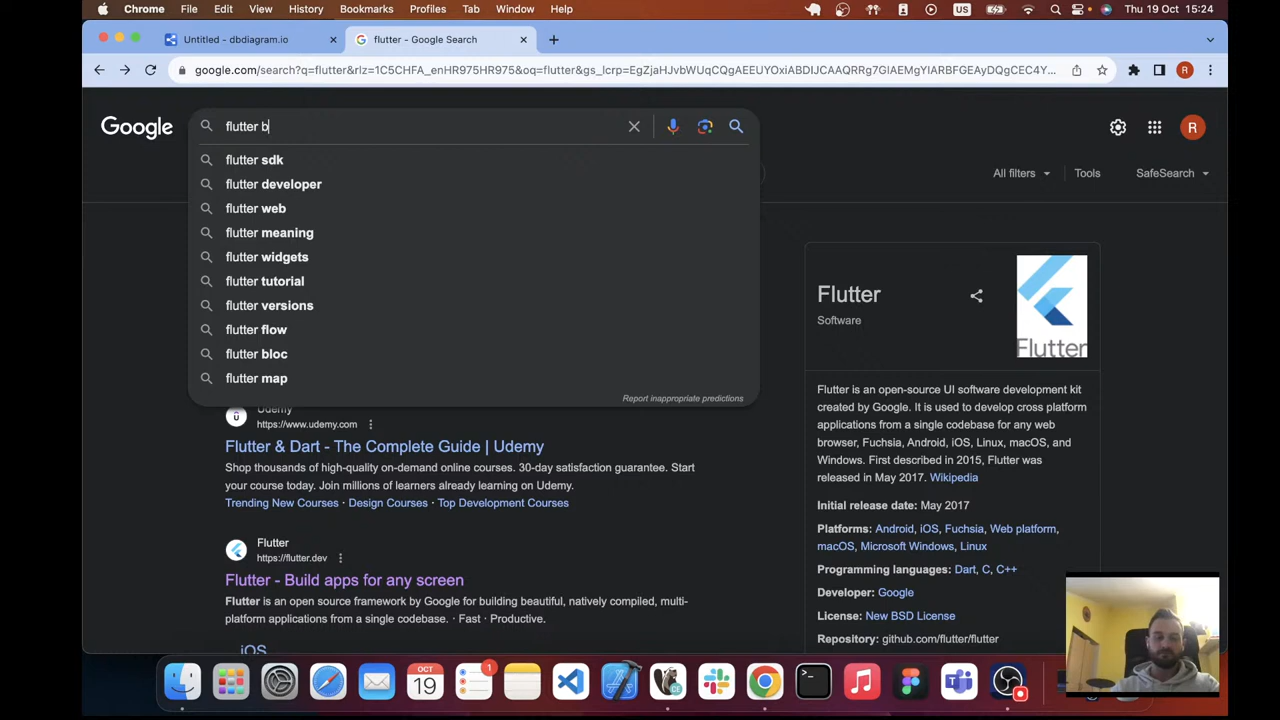 Chrome File Edit View History Bookmarks Profiles Tab Window Help US Thu 19 Oct 15:24
Untitled - dbdiagram.io flutter - Google Search
google.com/search?q=flutter&rlz=1C5CHFA_enHR975HR975&oq=flutter&gs_lcrp=EgZjaHJvbWUqCQgAEEUYOxiABDIJCAAQRRg7GIAEMgYIARBFGEAyDQgCEC4Y... R
Google flutter b R
flutter sdk
All filters Tools SafeSearch
flutter developer
flutter web
flutter meaning
flutter widgets
flutter tutorial
flutter versions
flutter flow
flutter bloc
flutter map
Report inappropriate predictions
Udemy
https://www.udemy.com
Flutter & Dart - The Complete Guide | Udemy
Shop thousands of high-quality on-demand online courses. 30-day satisfaction guarantee. Start
your course today. Join millions of learners already learning on Udemy.
Trending New Courses · Design Courses · Top Development Courses
Flutter
https://flutter.dev
Flutter - Build apps for any screen
Flutter is an open source framework by Google for building beautiful, natively compiled, multi-
platform applications from a single codebase. · Fast · Productive.
iOS
Flutter
Software
Flutter
Flutter is an open-source UI software development kit
created by Google. It is used to develop cross platform
applications from a single codebase for any web
browser, Fuchsia, Android, iOS, Linux, macOS, and
Windows. First described in 2015, Flutter was
released in May 2017. Wikipedia
Initial release date: May 2017
Platforms: Android, iOS, Fuchsia, Web platform,
macOS, Microsoft Windows, Linux
Programming languages: Dart, C, C++
Developer: Google
License: New BSD License
Repository: github.com/flutter/flutter
OCT
19
1